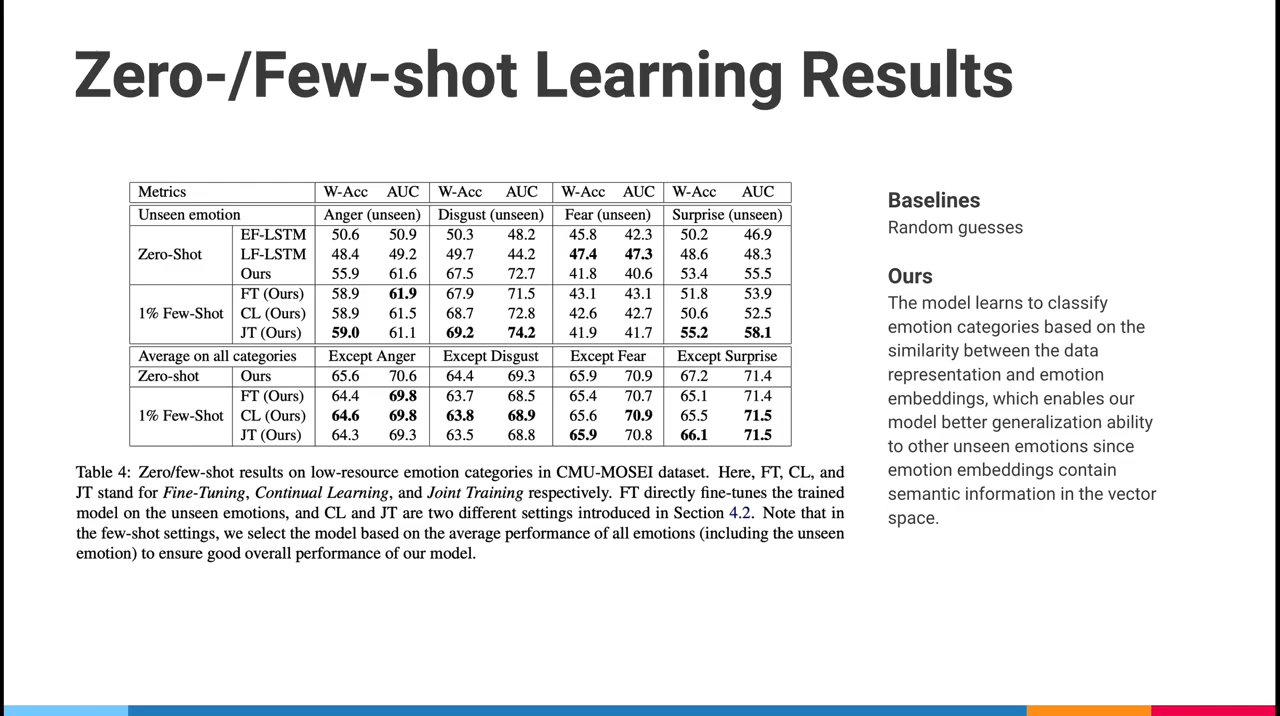 Zero-/Few-shot Learning Results
Metrics W-Acc AUC W-Acc AUC W-Acc AUC W-Acc AUC
Unseen emotion Anger (unseen) Disgust (unseen) Fear (unseen) Surprise (unseen)
EF-LSTM 50.6 50.9 50.3 48.2 45.8 42.3 50.2 46.9
Zero-Shot LF-LSTM 48.4 49.2 49.7 44.2 47.4 47.3 48.6 48.3
Ours 55.9 61.6 67.5 72.7 41.8 40.6 53.4 55.5
FT (Ours) 58.9 61.9 67.9 71.5 43.1 43.1 51.8 53.9
1% Few-Shot CL (Ours) 58.9 61.5 68.7 72.8 42.6 42.7 50.6 52.5
JT (Ours) 59.0 61.1 69.2 74.2 41.9 41.7 55.2 58.1
Average on all categories Except Anger Except Disgust Except Fear Except Surprise
Zero-shot Ours 65.6 70.6 64.4 69.3 65.9 70.9 67.2 71.4
FT (Ours) 64.4 69.8 63.7 68.5 65.4 70.7 65.1 71.4
1% Few-Shot CL (Ours) 64.6 69.8 63.8 68.9 65.6 70.9 65.5 71.5
JT (Ours) 64.3 69.3 63.5 68.8 65.9 70.8 66.1 71.5
Table 4: Zero/few-shot results on low-resource emotion categories in CMU-MOSEI dataset. Here, FT, CL, and
JT stand for Fine-Tuning, Continual Learning, and Joint Training respectively. FT directly fine-tunes the trained
model on the unseen emotions, and CL and JT are two different settings introduced in Section 4.2. Note that in
the few-shot settings, we select the model based on the average performance of all emotions (including the unseen
emotion) to ensure good overall performance of our model.
Baselines
Random guesses
Ours
The model learns to classify
emotion categories based on the
similarity between the data
representation and emotion
embeddings, which enables our
model better generalization ability
to other unseen emotions since
emotion embeddings contain
semantic information in the vector
space.